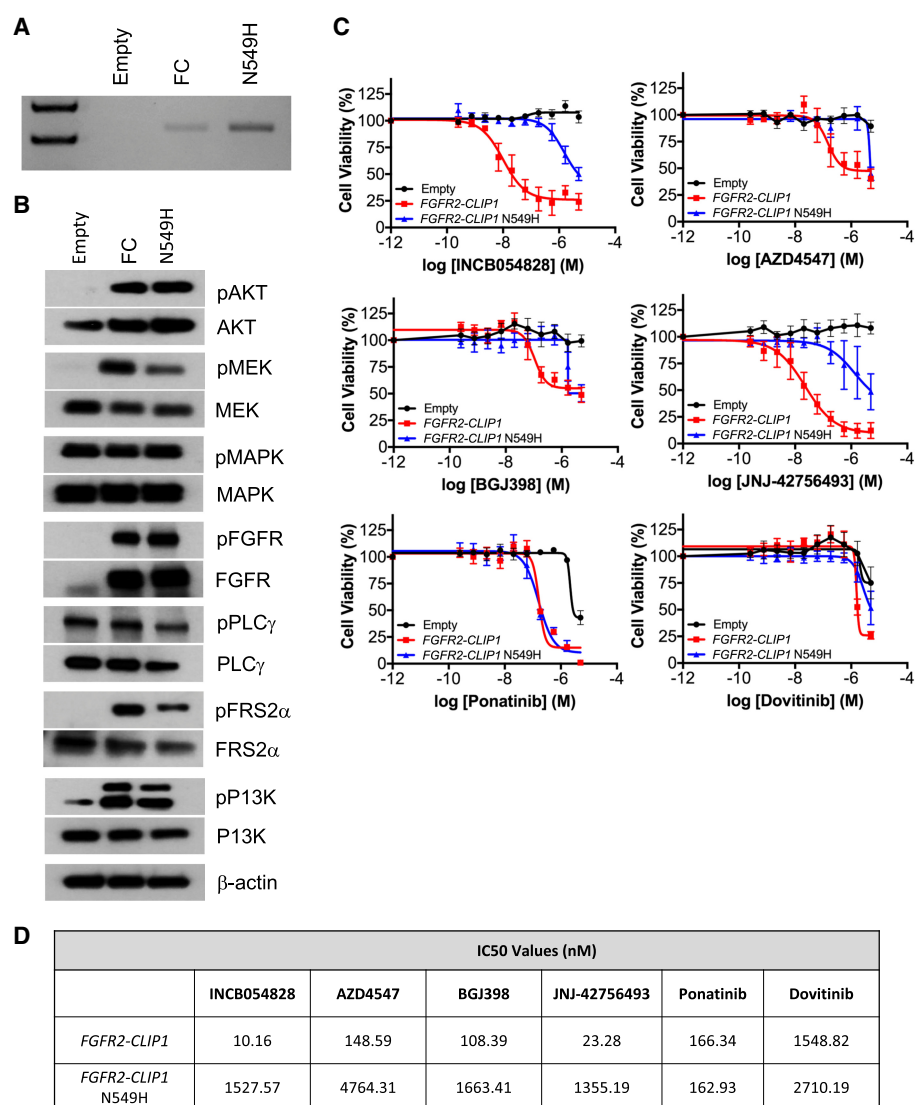 A
Empty
FC
N549H
B
Empty
FC
N549H
pAKT
AKT
pMEK
MEK
pMAPK
MAPK
pFGFR
FGFR
pPLCγ
PLCγ
pFRS2α
FRS2α
pP13K
P13K
β-actin
C
Cell Viability (%)
125
100
75
50
25
0
Empty
FGFR2-CLIP1
FGFR2-CLIP1 N549H
-12 -10 -8 -6 -4
log [INCB054828] (M)
Cell Viability (%)
125
100
75
50
25
0
Empty
FGFR2-CLIP1
FGFR2-CLIP1 N549H
-12 -10 -8 -6 -4
log [AZD4547] (M)
Cell Viability (%)
125
100
75
50
25
0
Empty
FGFR2-CLIP1
FGFR2-CLIP1 N549H
-12 -10 -8 -6 -4
log [BGJ398] (M)
Cell Viability (%)
125
100
75
50
25
0
Empty
FGFR2-CLIP1
FGFR2-CLIP1 N549H
-12 -10 -8 -6 -4
log [JNJ-42756493] (M)
Cell Viability (%)
125
100
75
50
25
0
Empty
FGFR2-CLIP1
FGFR2-CLIP1 N549H
-12 -10 -8 -6 -4
log [Ponatinib] (M)
Cell Viability (%)
125
100
75
50
25
0
Empty
FGFR2-CLIP1
FGFR2-CLIP1 N549H
-12 -10 -8 -6 -4
log [Dovitinib] (M)
D
IC50 Values (nM)
INCB054828 AZD4547 BGJ398 JNJ-42756493 Ponatinib Dovitinib
FGFR2-CLIP1 10.16 148.59 108.39 23.28 166.34 1548.82
FGFR2-CLIP1
N549H 1527.57 4764.31 1663.41 1355.19 162.93 2710.19